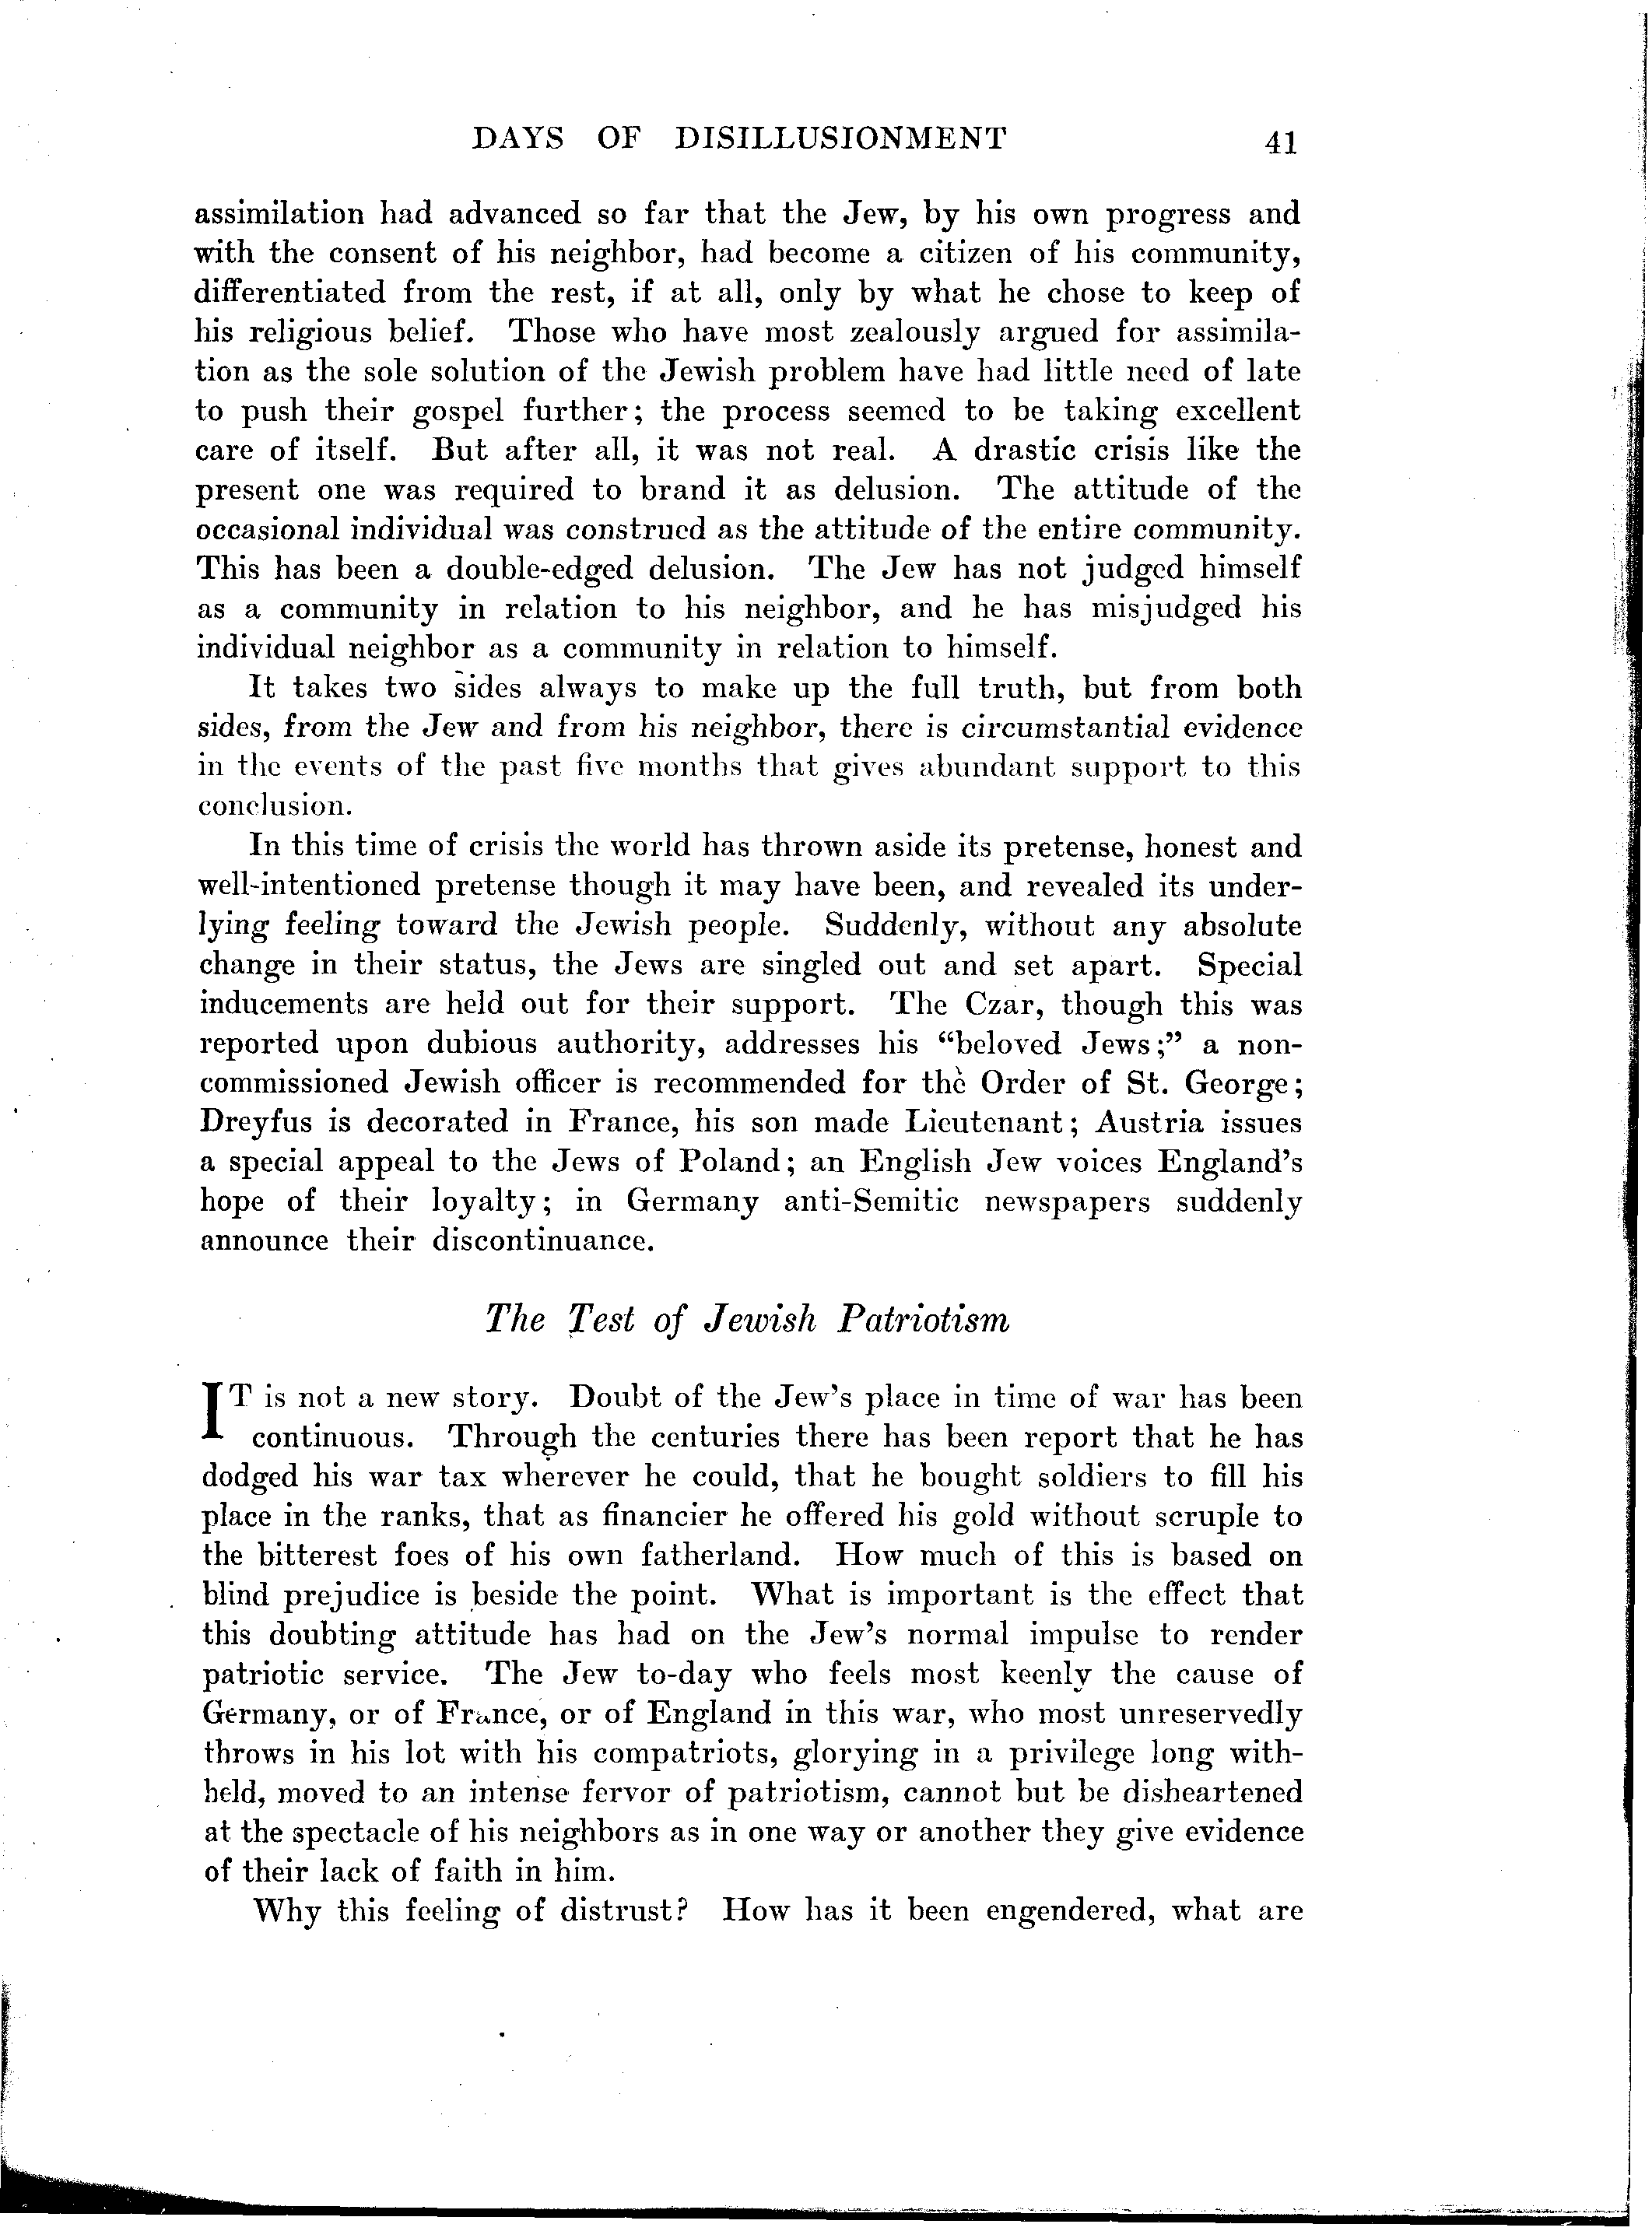 DAYS OF DISILLUSIONMENT 41
assimilation had advanced so far that the Jew, by his own progress and
with the consent of his neighbor, had become a citizen of his community,
differentiated from the rest, if at all, only by what he chose to keep of
his religious belief. Those who have most zealously argued for assimila-
tion as the sole solution of the Jewish problem have had little need of late
to push their gospel further; the process seemed to be taking excellent
care of itself. But after all, it was not real. A drastic crisis like the
present one was required to brand it as delusion. The attitude of the
occasional individual was construed as the attitude of the entire community.
This has been a double-edged delusion. The Jew has not judged himself
as a community in relation to his neighbor, and he has misjudged his
individual neighbor as a community in relation to himself.
It takes two sides always to make up the full truth, but from both
sides, from the Jew and from his neighbor, there is circumstantial evidence
in the events of the past five months that gives abundant support to this
conclusion.
In this time of crisis the world has thrown aside its pretense, honest and
well-intentioned pretense though it may have been, and revealed its under-
lying feeling toward the Jewish people. Suddenly, without any absolute
change in their status, the Jews are singled out and set apart. Special
inducements are held out for their support. The Czar, though this was
reported upon dubious authority, addresses his “beloved Jews;” a non-
commissioned Jewish officer is recommended for the Order of St. George;
Dreyfus is decorated in France, his son made Lieutenant; Austria issues
a special appeal to the Jews of Poland; an English Jew voices England’s
hope of their loyalty; in Germany anti-Semitic newspapers suddenly
announce their discontinuance.
The Test of Jewish Patriotism
IT is not a new story. Doubt of the Jew’s place in time of war has been
continuous. Through the centuries there has been report that he has
dodged his war tax wherever he could, that he bought soldiers to fill his
place in the ranks, that as financier he offered his gold without scruple to
the bitterest foes of his own fatherland. How much of this is based on
blind prejudice is beside the point. What is important is the effect that
this doubting attitude has had on the Jew’s normal impulse to render
patriotic service. The Jew to-day who feels most keenly the cause of
Germany, or of France, or of England in this war, who most unreservedly
throws in his lot with his compatriots, glorying in a privilege long with-
held, moved to an intense fervor of patriotism, cannot but be disheartened
at the spectacle of his neighbors as in one way or another they give evidence
of their lack of faith in him.
Why this feeling of distrust? How has it been engendered, what are